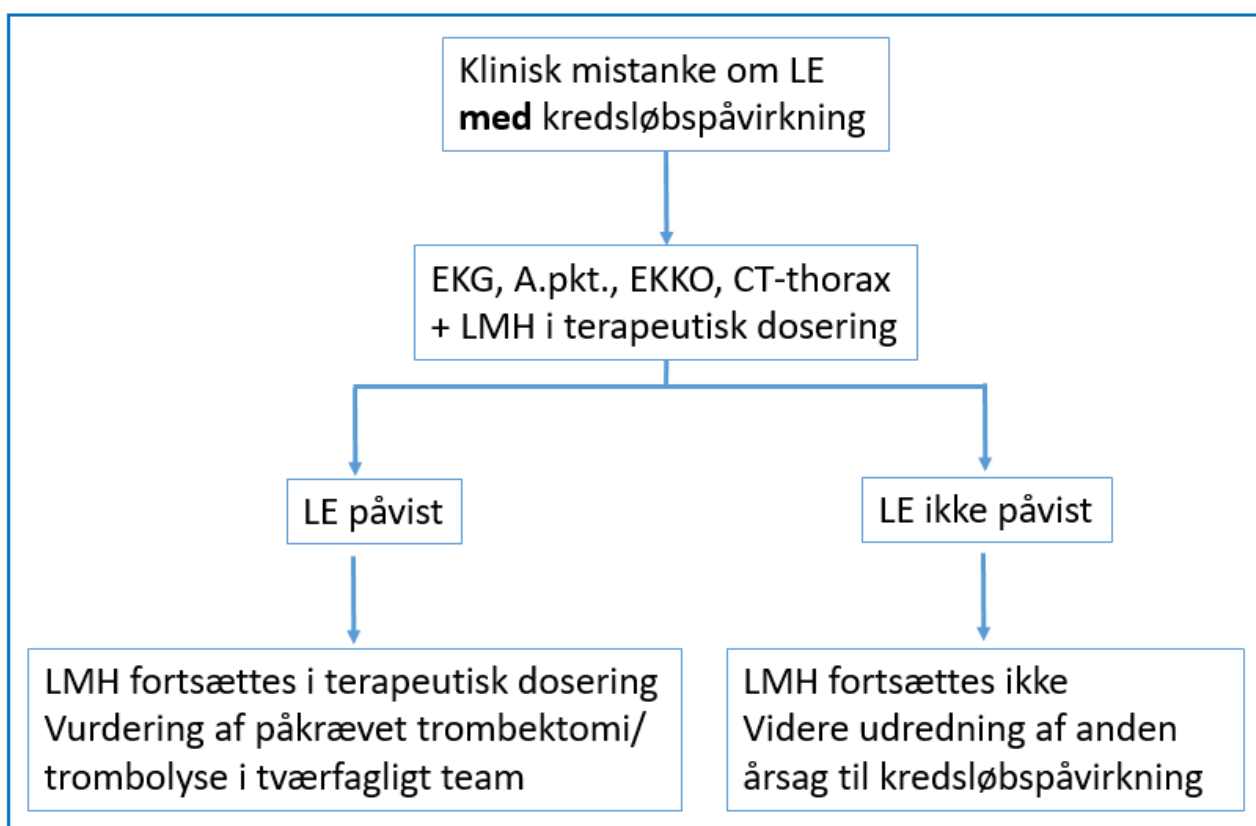 Klinisk mistanke om LE
med kredsløbspåvirkning
EKG, A.pkt., EKKO, CT-thorax
+ LMH i terapeutisk dosering
LE påvist
LE ikke påvist
LMH fortsættes i terapeutisk dosering
Vurdering af påkrævet trombektomi/
trombolyse i tværfagligt team
LMH fortsættes ikke
Videre udredning af anden
årsag til kredsløbspåvirkning